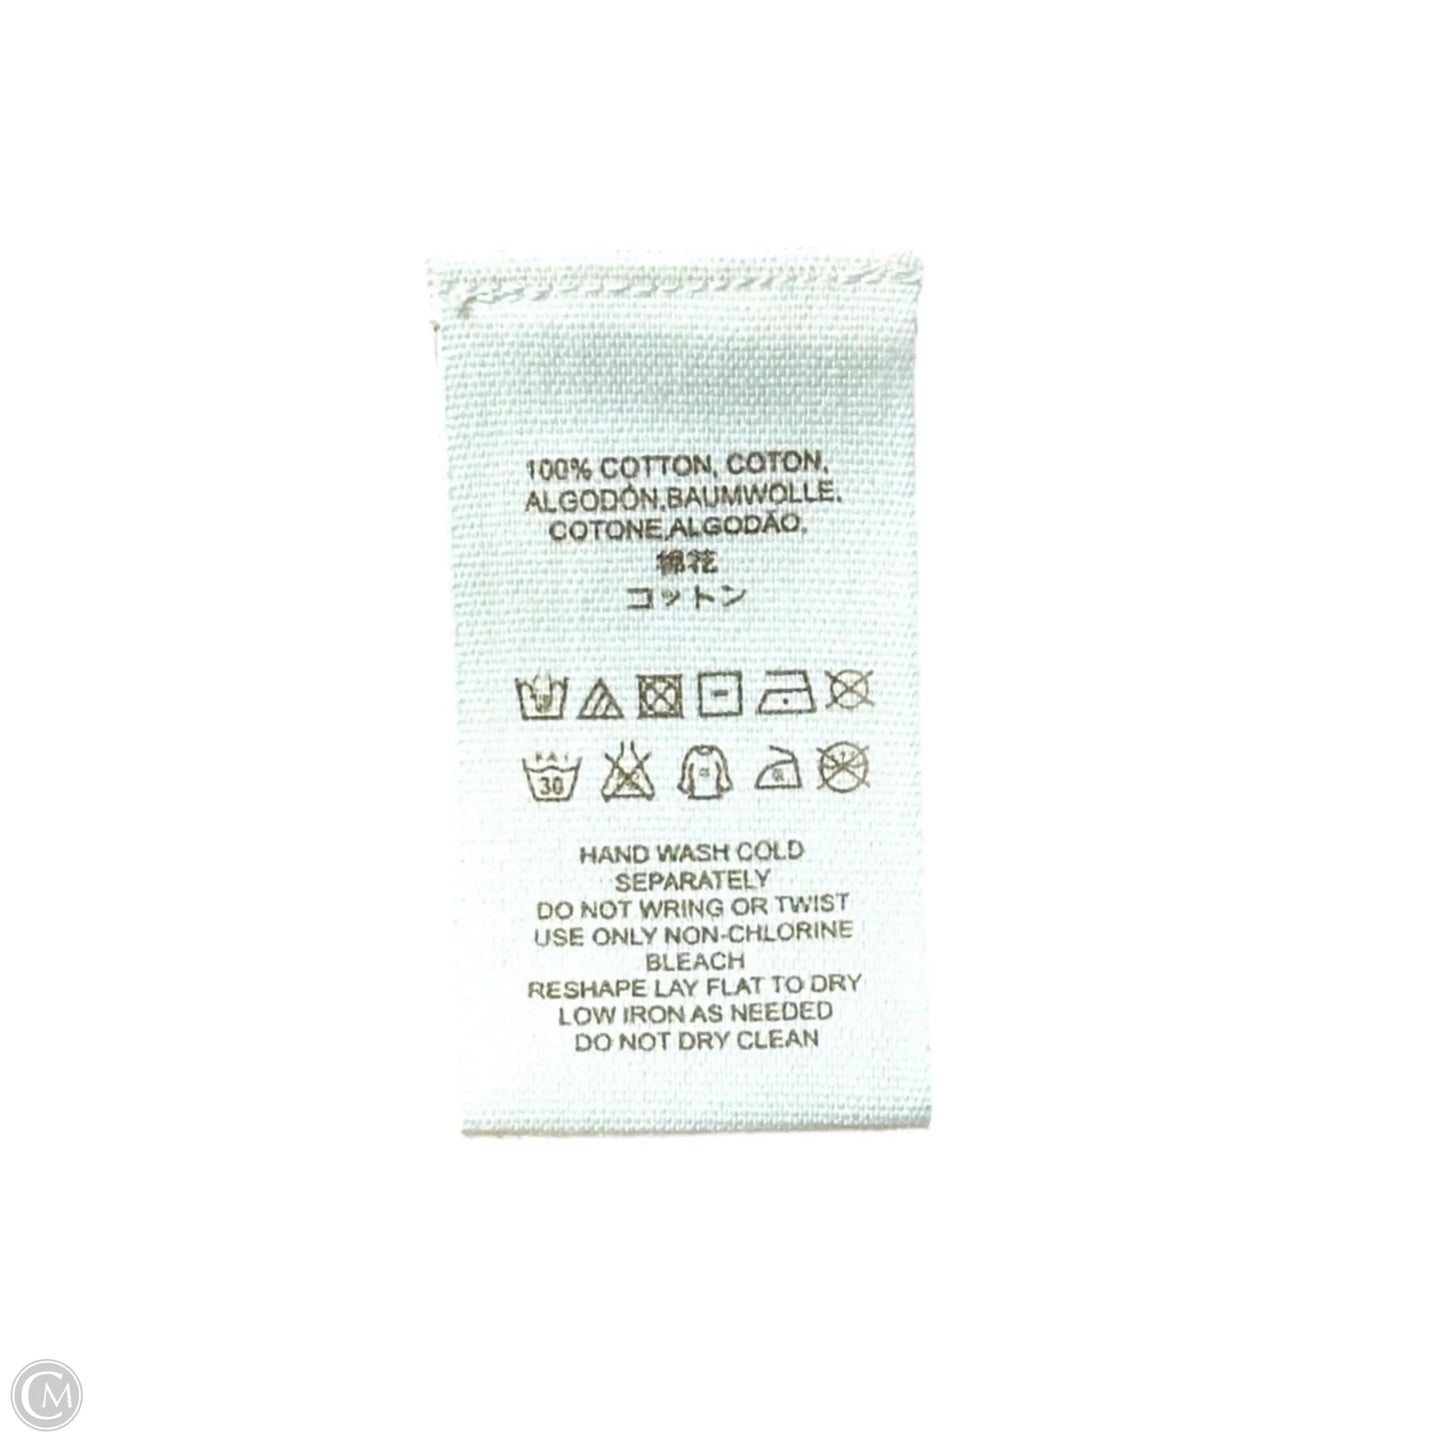 100% COTTON, COTON,
ALGODÓN,BAUMWOLLE,
COTONE,ALGODÃO,
棉花
コットン
30
HAND WASH COLD
SEPARATELY
DO NOT WRING OR TWIST
USE ONLY NON-CHLORINE
BLEACH
RESHAPE LAY FLAT TO DRY
LOW IRON AS NEEDED
DO NOT DRY CLEAN
CM